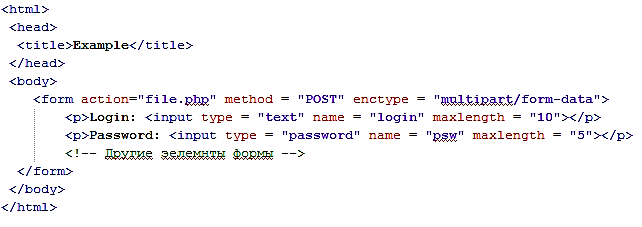 <html>
<head>
<title>Example</title>
</head>
<body>
<form action="file.php" method = "POST" enctype = "multipart/form-data">
<p>Login: <input type = "text" name = "login" maxlength = "10"></p>
<p>Password: <input type = "password" name = "psw" maxlength = "5"></p>
<!-- Другие эелемнты формы -->
</form>
</body>
</html>